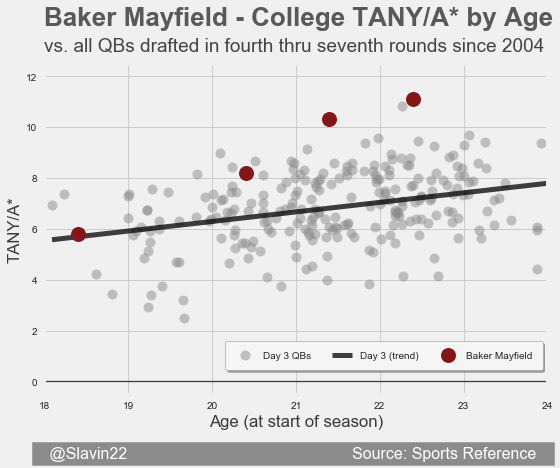 Baker Mayfield - College TANY/A* by Age
vs. all QBs drafted in fourth thru seventh rounds since 2004
12
10
8
6
4
2
0
TANY/A*
Day 3 QBs
Day 3 (trend)
Baker Mayfield
18
19
20
21
22
23
24
Age (at start of season)
@Slavin22
Source: Sports Reference